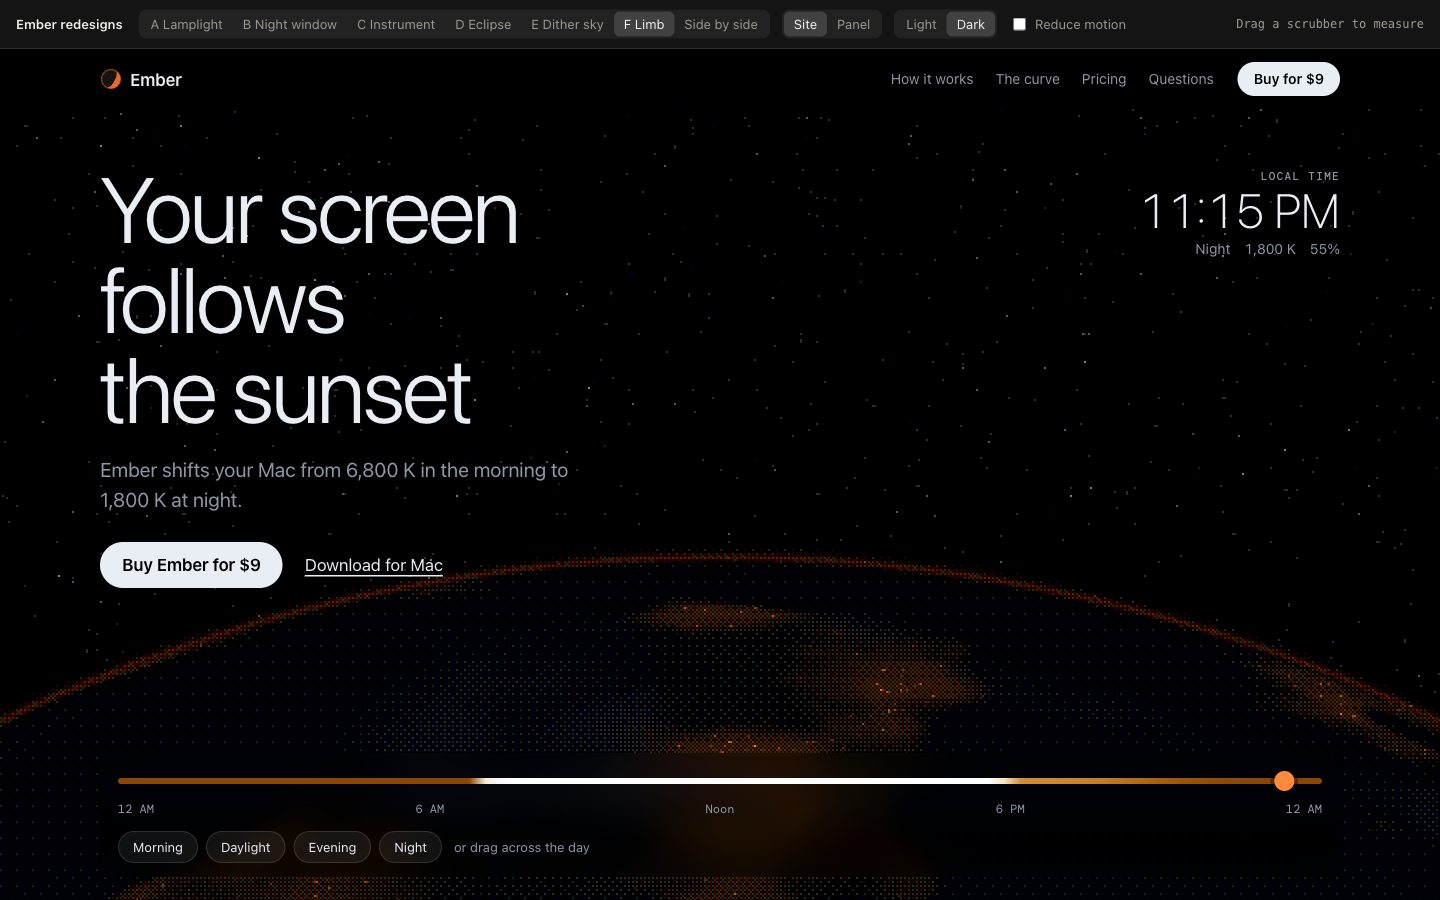 Ember redesigns A Lamplight B Night window C Instrument D Eclipse E Dither sky F Limb Side by side Site Panel Light Dark Reduce motion Drag a scrubber to measure
Ember How it works The curve Pricing Questions Buy for $9
Your screen
follows
the sunset
LOCAL TIME
11:15 PM
Night 1,800 K 55%
Ember shifts your Mac from 6,800 K in the morning to
1,800 K at night.
Buy Ember for $9 Download for Mac
12 AM 6 AM Noon 6 PM 12 AM
Morning Daylight Evening Night or drag across the day